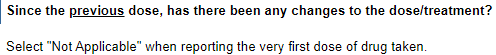 Since the previous dose, has there been any changes to the dose/treatment?
Select "Not Applicable" when reporting the very first dose of drug taken.